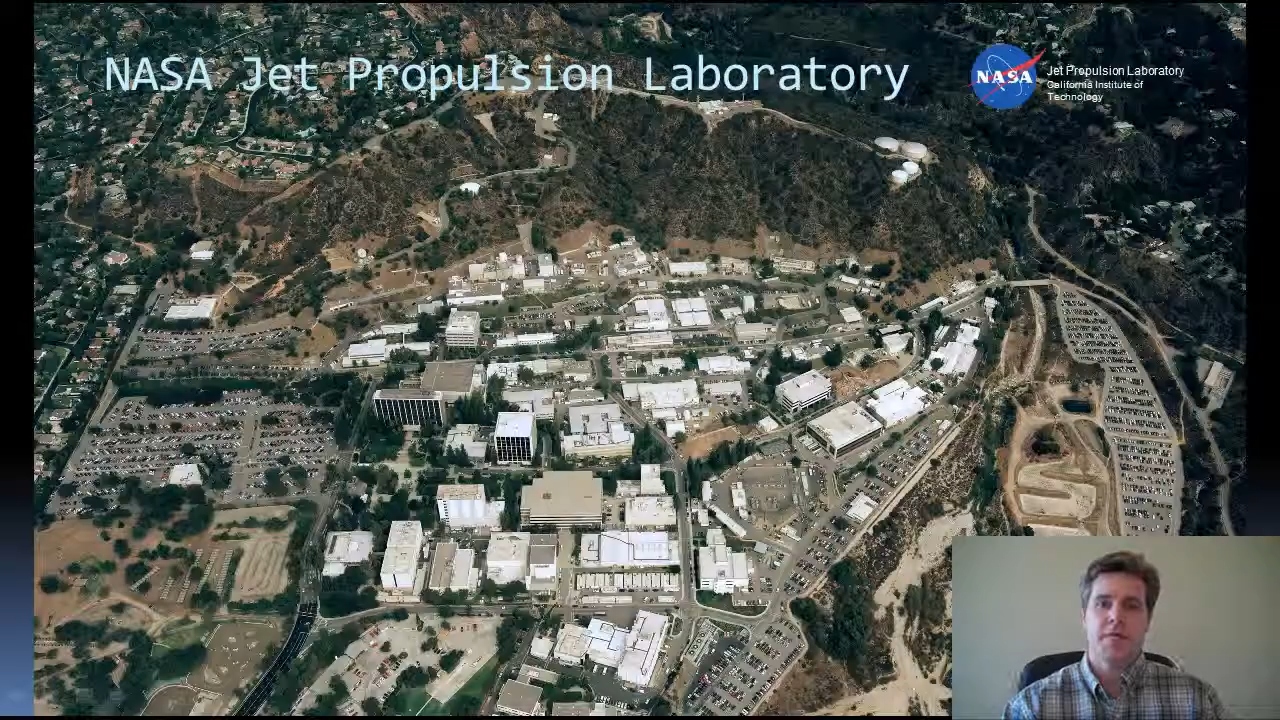 NASA Jet Propulsion Laboratory
NASA
Jet Propulsion Laboratory
California Institute of
Technology